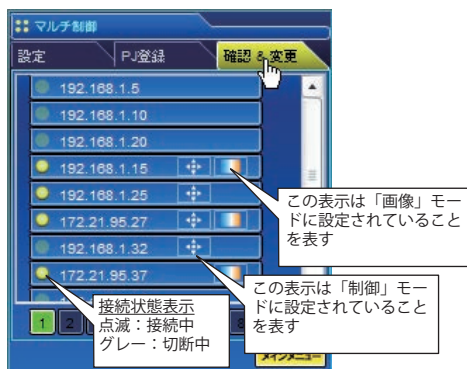 マルチ制御
設定 PJ登録 確認 & 変更
192.168.1.5
192.168.1.10
192.168.1.20
192.168.1.15
192.168.1.25
172.21.95.27
192.168.1.32
172.21.95.37
この表示は「画像」モー
ドに設定されていること
を表す
この表示は「制御」モー
ドに設定されていること
を表す
接続状態表示
点滅：接続中
グレー：切断中
1 2 8
メインメニュー